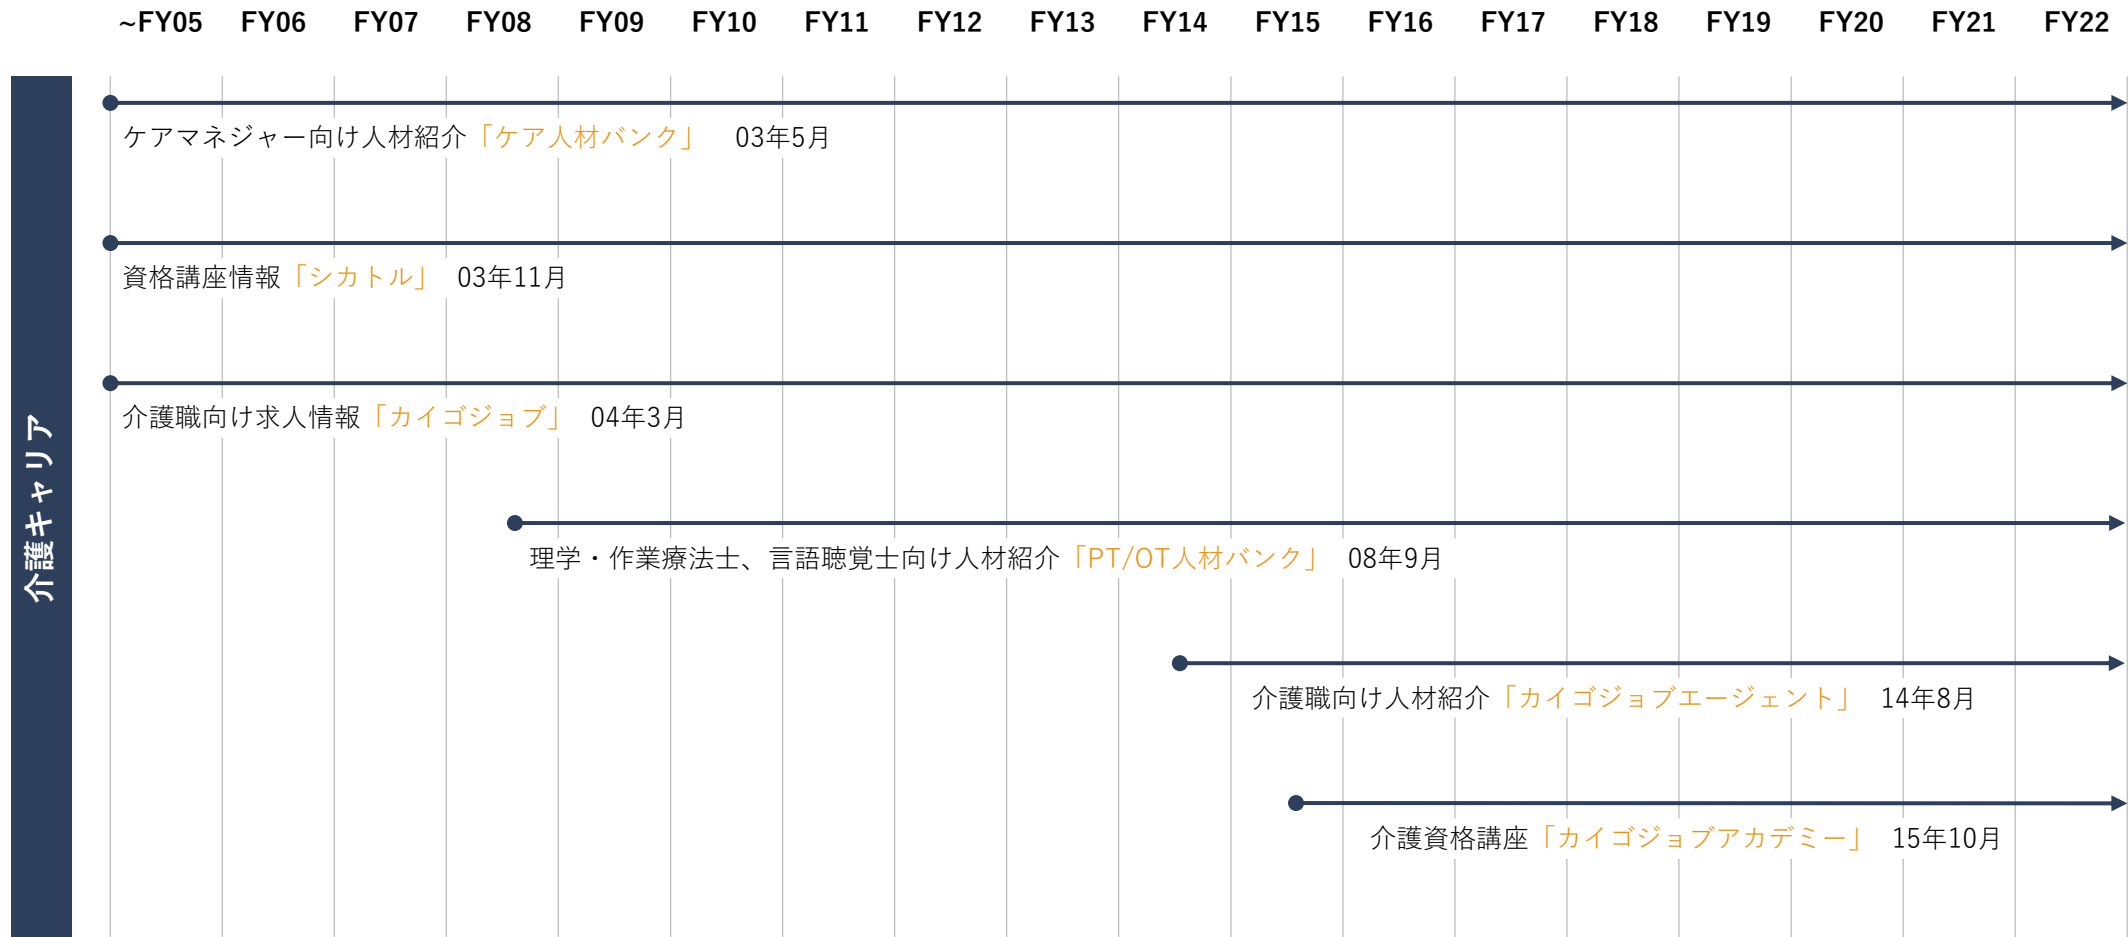 ~FY05 FY06 FY07 FY08 FY09 FY10 FY11 FY12 FY13 FY14 FY15 FY16 FY17 FY18 FY19 FY20 FY21 FY22
介護キャリア
ケアマネジャー向け人材紹介「ケア人材バンク」 03年5月
資格講座情報「シカトル」 03年11月
介護職向け求人情報「カイゴジョブ」 04年3月
理学・作業療法士、言語聴覚士向け人材紹介「PT/OT人材バンク」 08年9月
介護職向け人材紹介「カイゴジョブエージェント」 14年8月
介護資格講座「カイゴジョブアカデミー」 15年10月